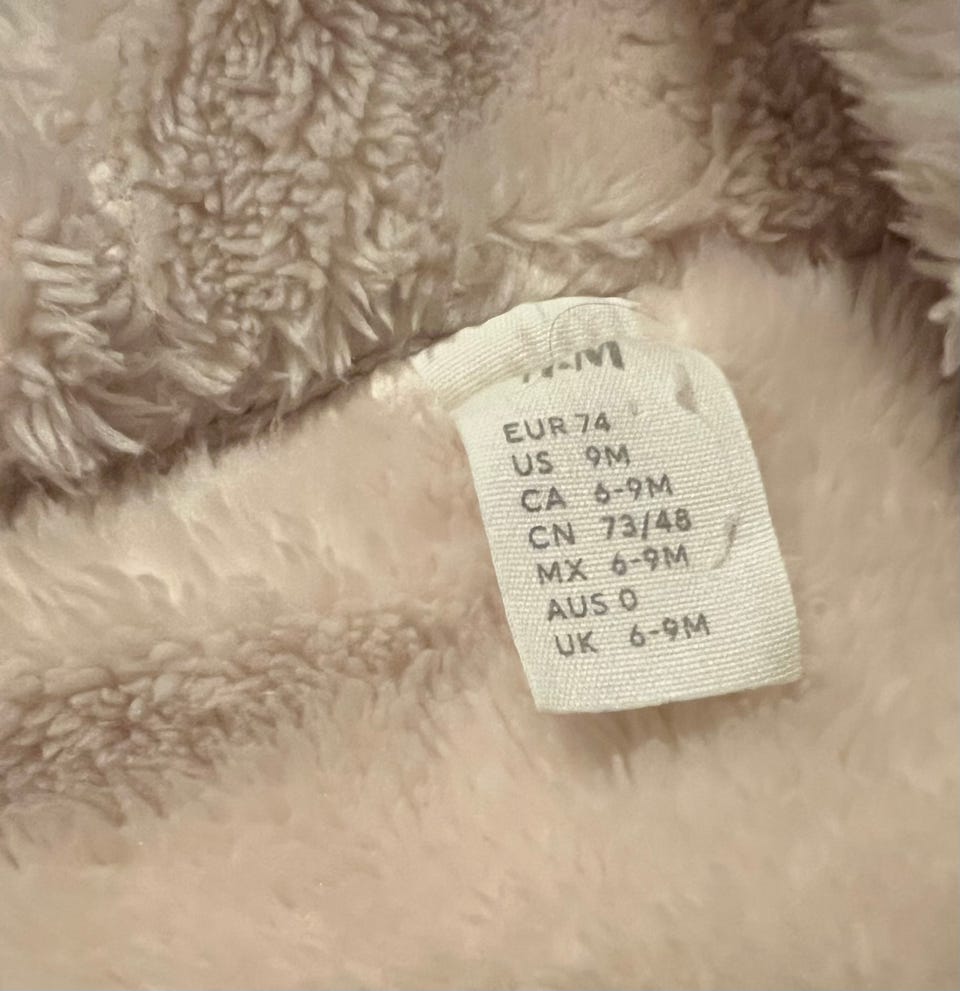 EUR 74
US 9M
CA 6-9M
CN 73/48
MX 6-9M
AUS 0
UK 6-9M